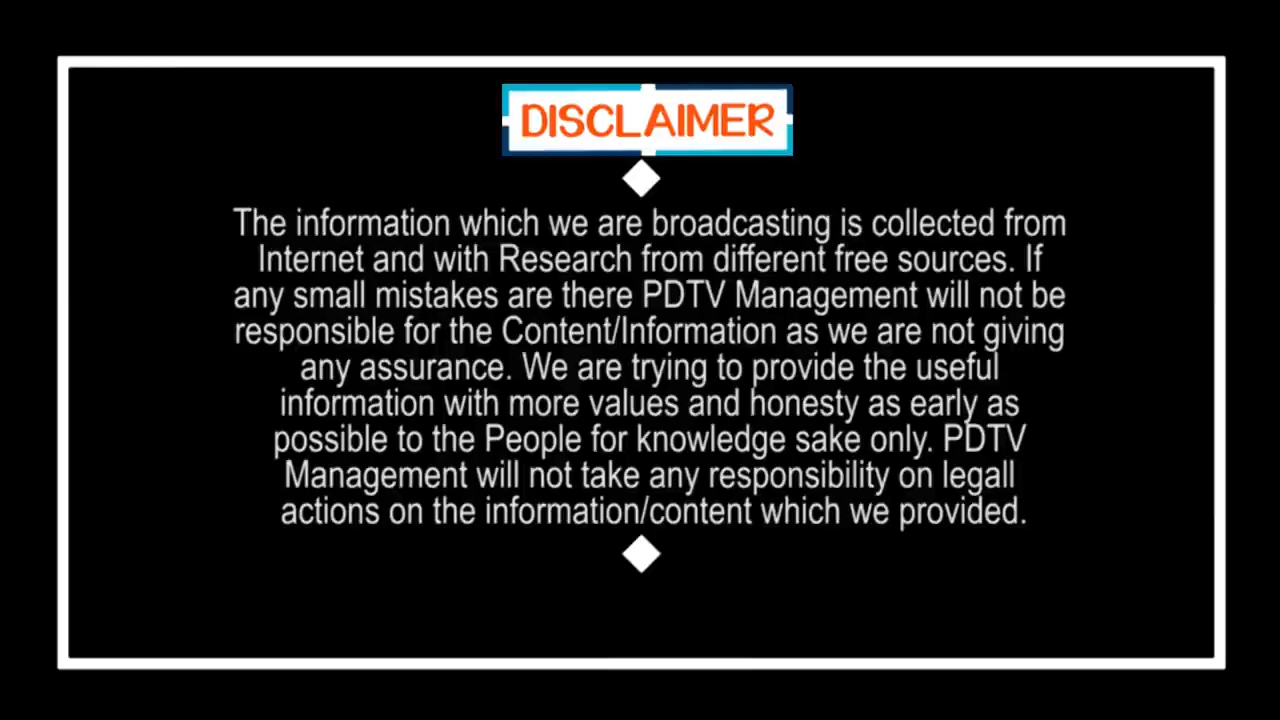 DISCLAIMER
The information which we are broadcasting is collected from
Internet and with Research from different free sources. If
any small mistakes are there PDTV Management will not be
responsible for the Content/Information as we are not giving
any assurance. We are trying to provide the useful
information with more values and honesty as early as
possible to the People for knowledge sake only. PDTV
Management will not take any responsibility on legall
actions on the information/content which we provided.